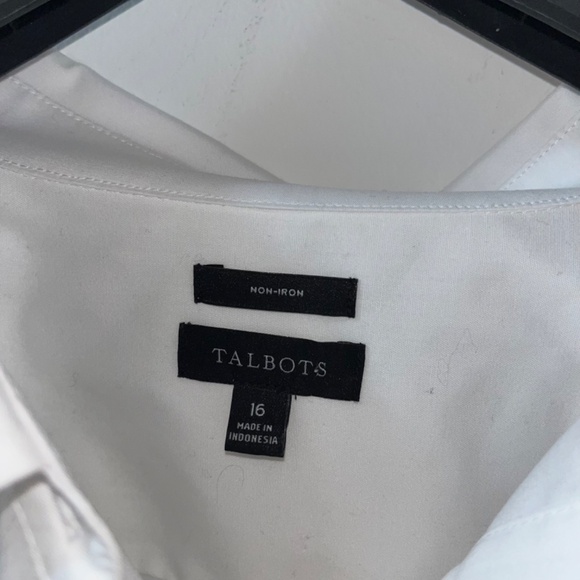 NON-IRON
TALBOTS
16
MADE IN
INDONESIA